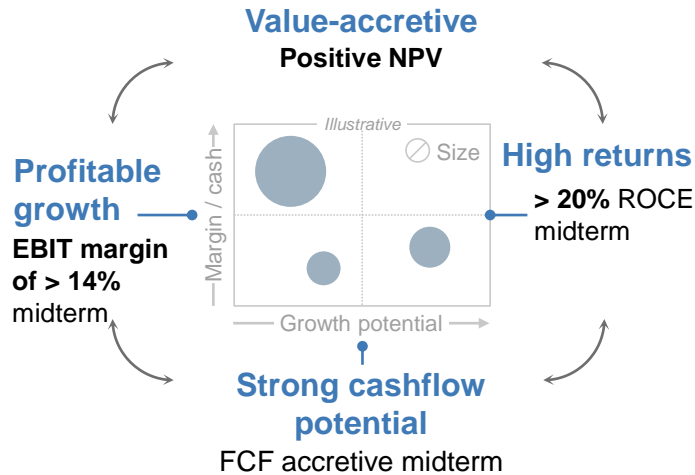 Value-accretive
Positive NPV
Illustrative
Size
Margin / cash
Growth potential
Profitable
growth
EBIT margin
of > 14%
midterm
High returns
> 20% ROCE
midterm
Strong cashflow
potential
FCF accretive midterm